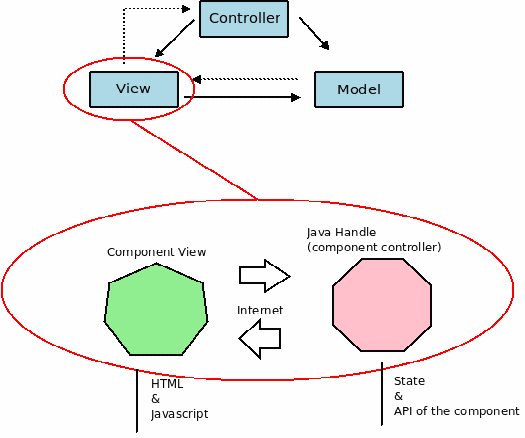 Controller
View
Model
Java Handle
(component controller)
Component View
Internet
HTML
&
Javascript
State
&
API of the component